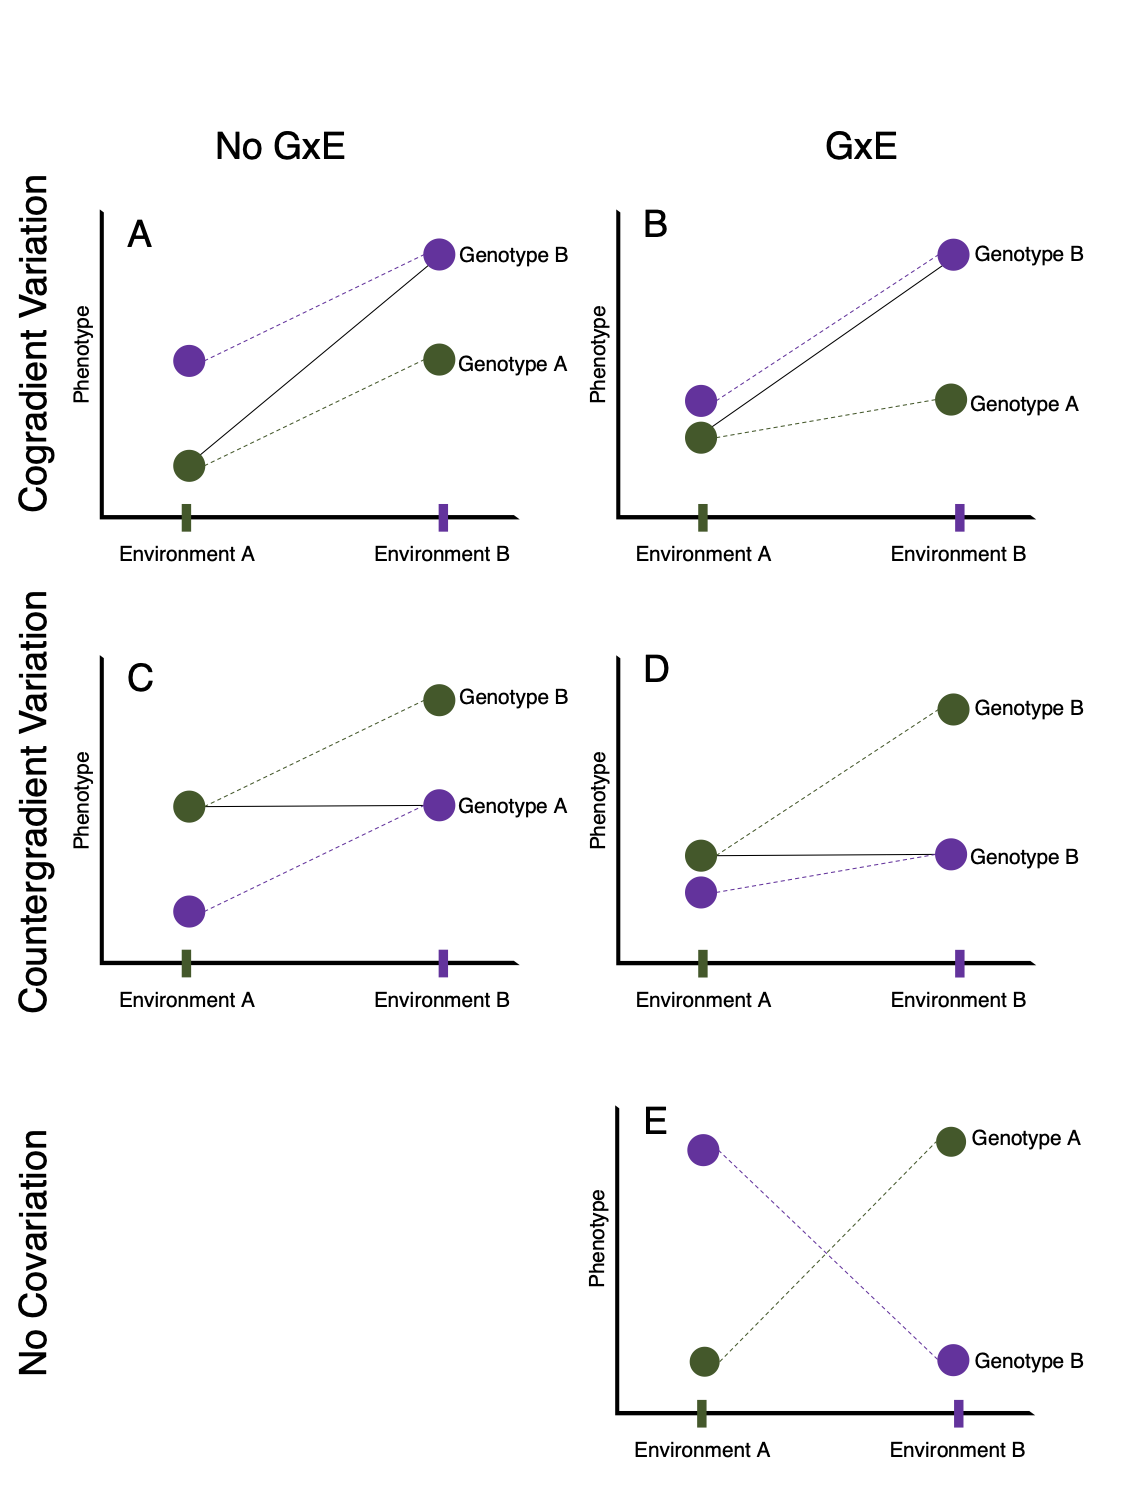 No GxE
GxE
Cogradient Variation
A
Phenotype
Genotype B
Genotype A
Environment A
Environment B
B
Phenotype
Genotype B
Genotype A
Environment A
Environment B
Countergradient Variation
C
Phenotype
Genotype B
Genotype A
Environment A
Environment B
D
Phenotype
Genotype B
Genotype B
Environment A
Environment B
No Covariation
E
Phenotype
Genotype A
Genotype B
Environment A
Environment B